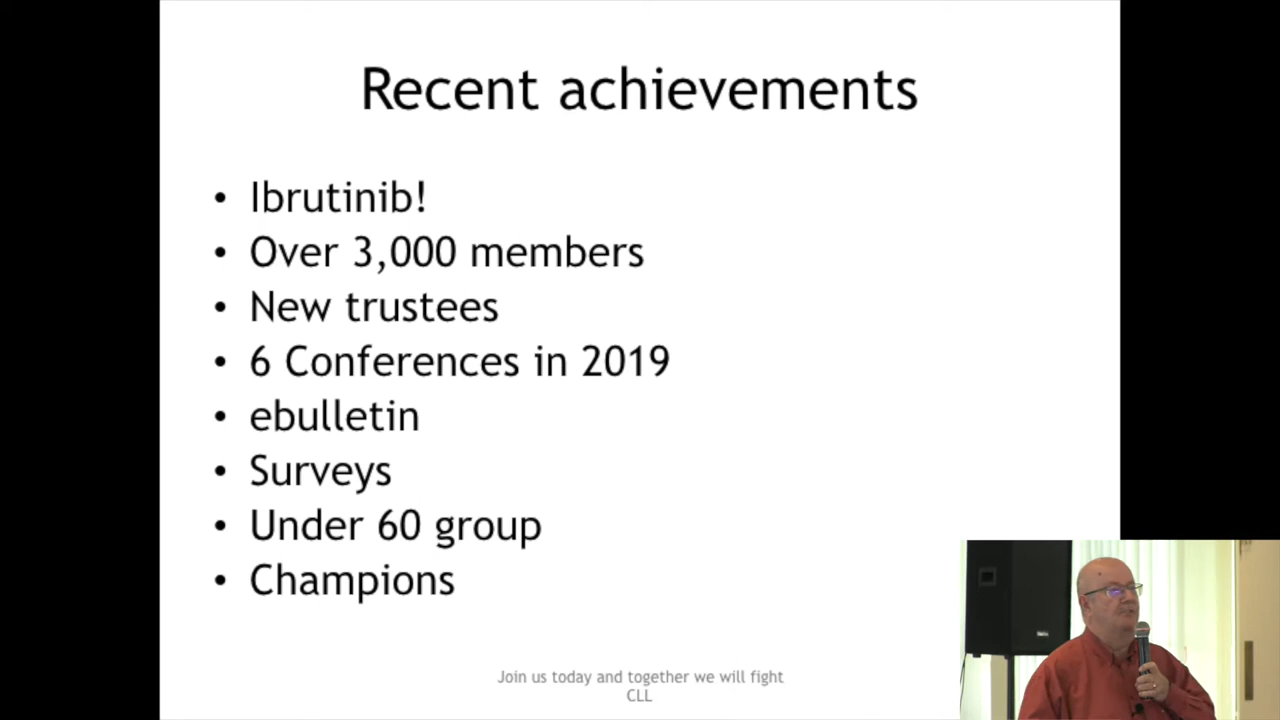 Recent achievements
• Ibrutinib!
• Over 3,000 members
• New trustees
• 6 Conferences in 2019
• ebulletin
• Surveys
• Under 60 group
• Champions
Join us today and together we will fight
CLL